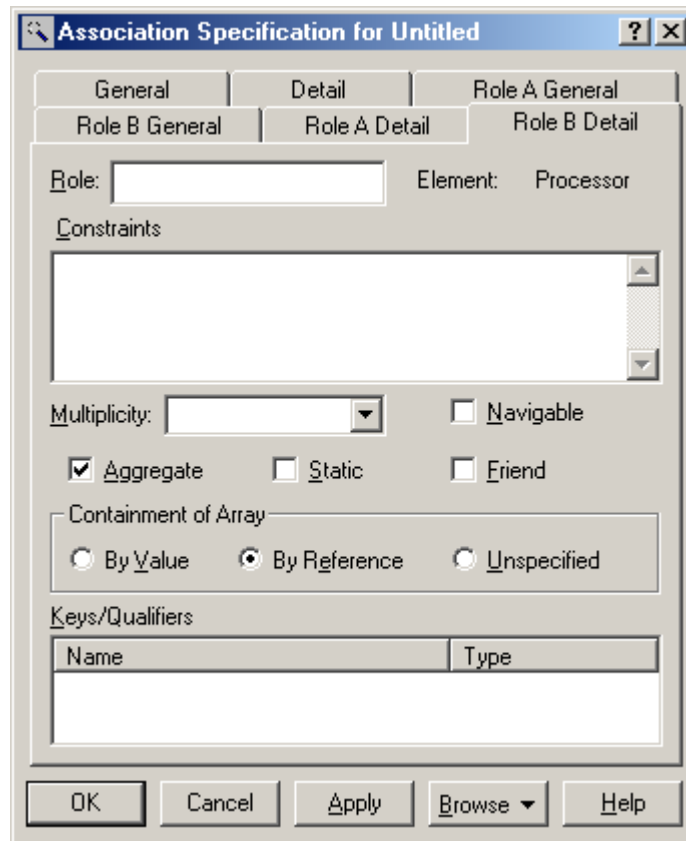 Association Specification for Untitled
General Detail Role A General
Role B General Role A Detail Role B Detail
Role: Element: Processor
Constraints
Multiplicity: Navigable
Aggregate Static Friend
Containment of Array
By Value By Reference Unspecified
Keys/Qualifiers
Name Type
OK Cancel Apply Browse Help